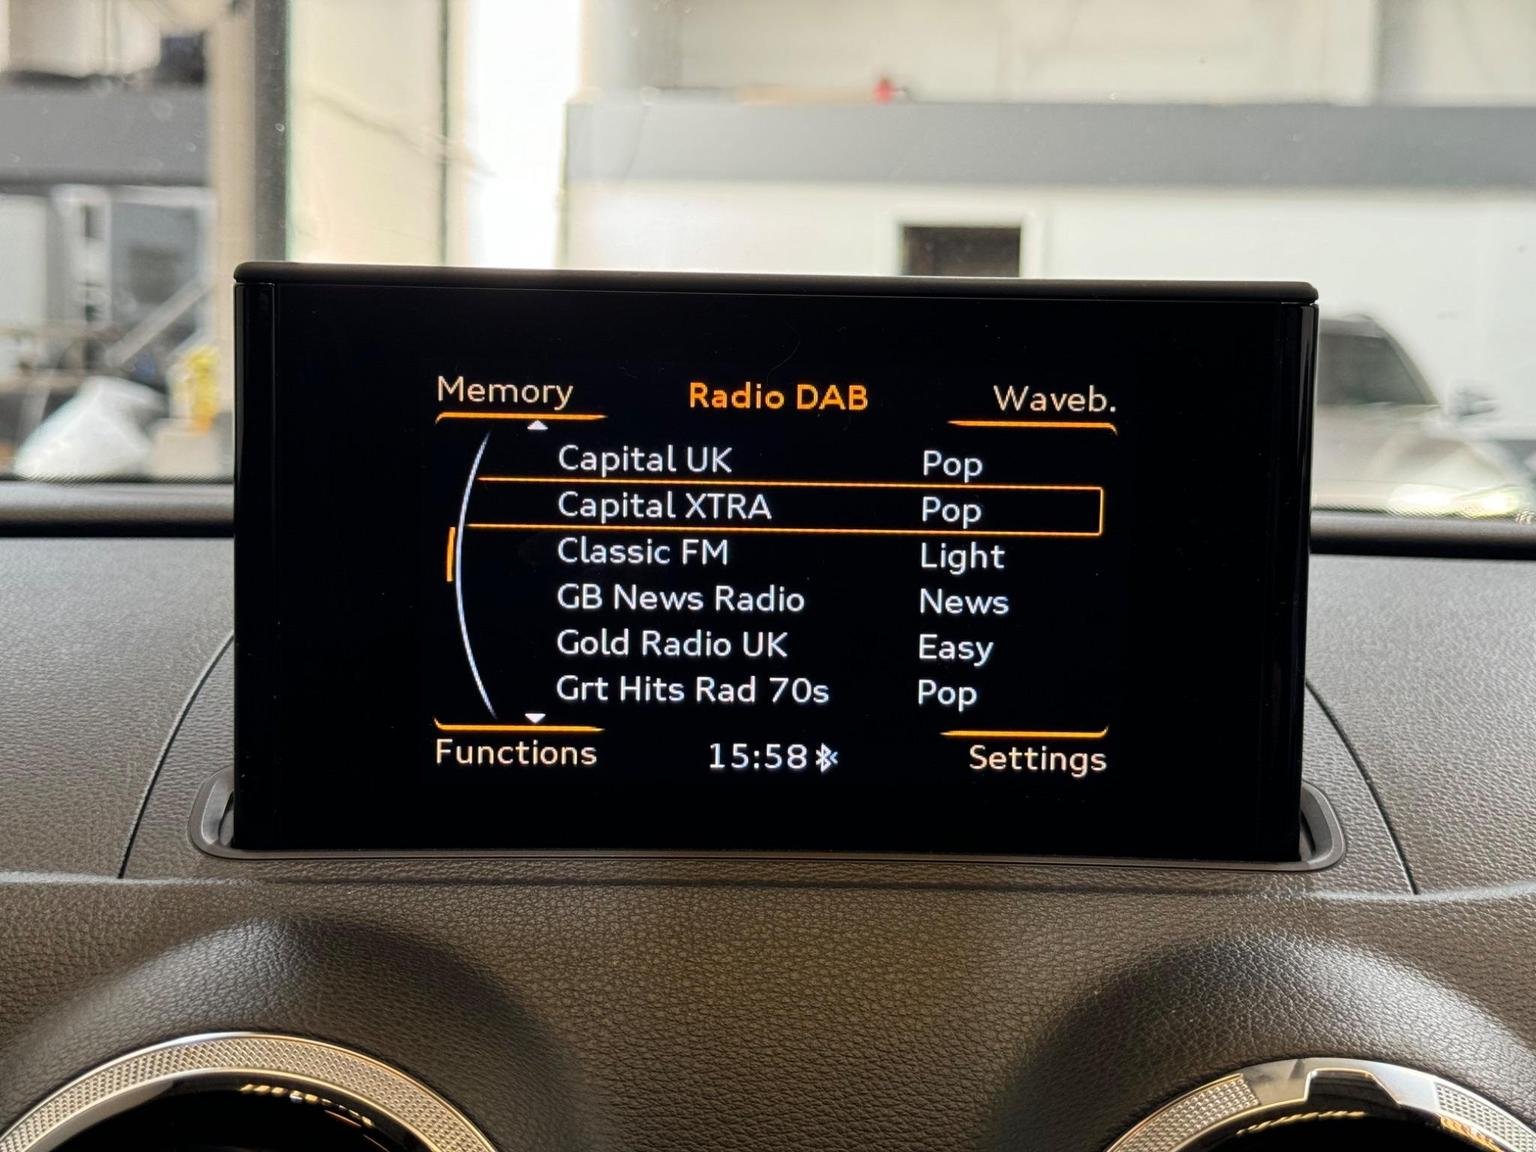 Memory Radio DAB Waveb.
Capital UK Pop
Capital XTRA Pop
Classic FM Light
GB News Radio News
Gold Radio UK Easy
Grt Hits Rad 70s Pop
Functions 15:58 Settings